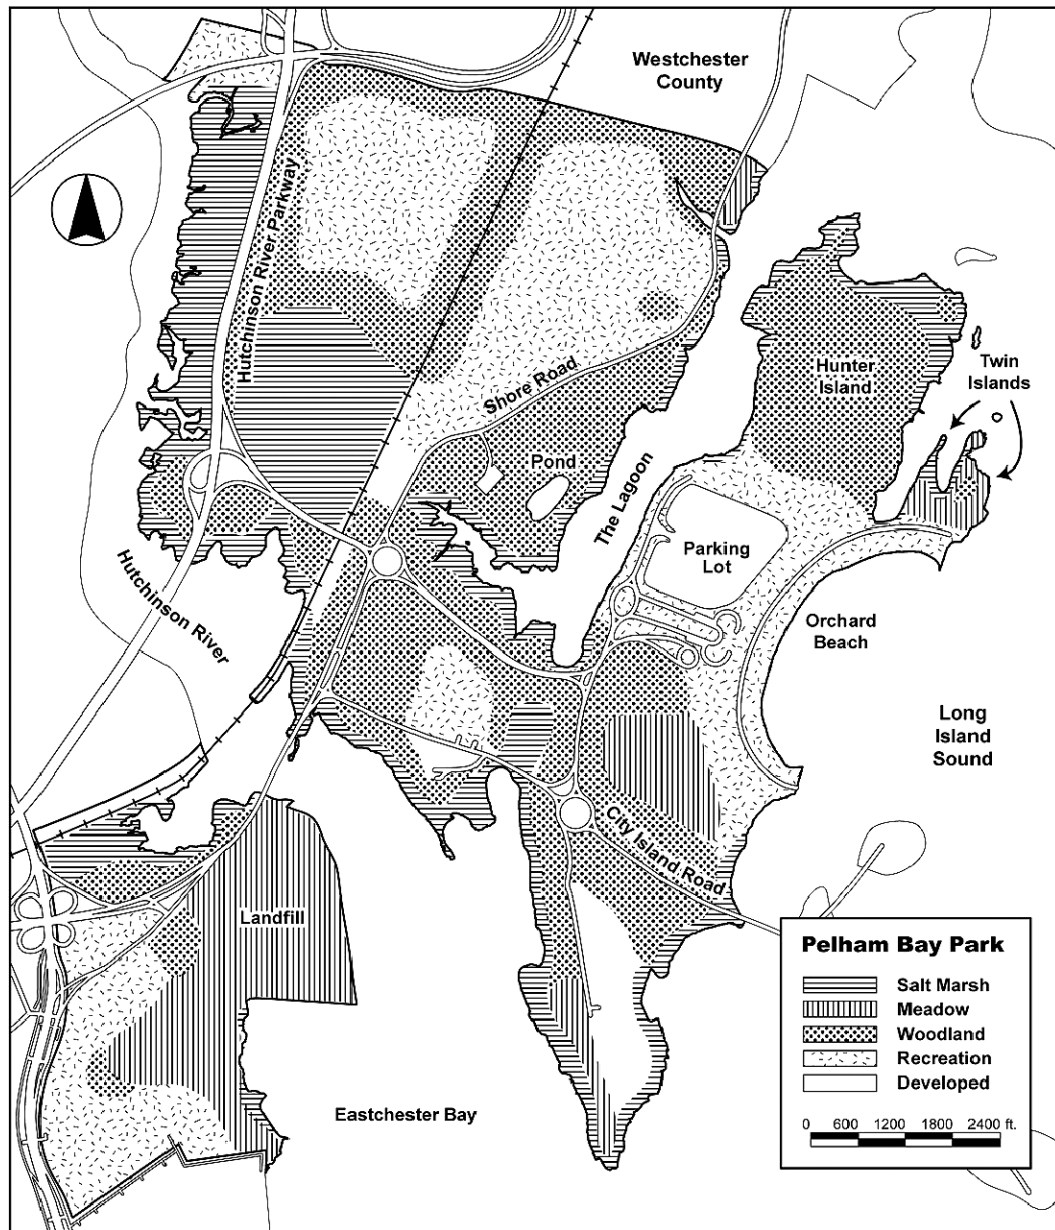 Westchester
County
Hutchinson River Parkway
Hunter
Island
Twin
Islands
Shore Road
Pond
The Lagoon
Parking
Lot
Hutchinson River
Orchard
Beach
Long
Island
Sound
City Island Road
Landfill
Eastchester Bay
Pelham Bay Park
Salt Marsh
Meadow
Woodland
Recreation
Developed
0 600 1200 1800 2400 ft.